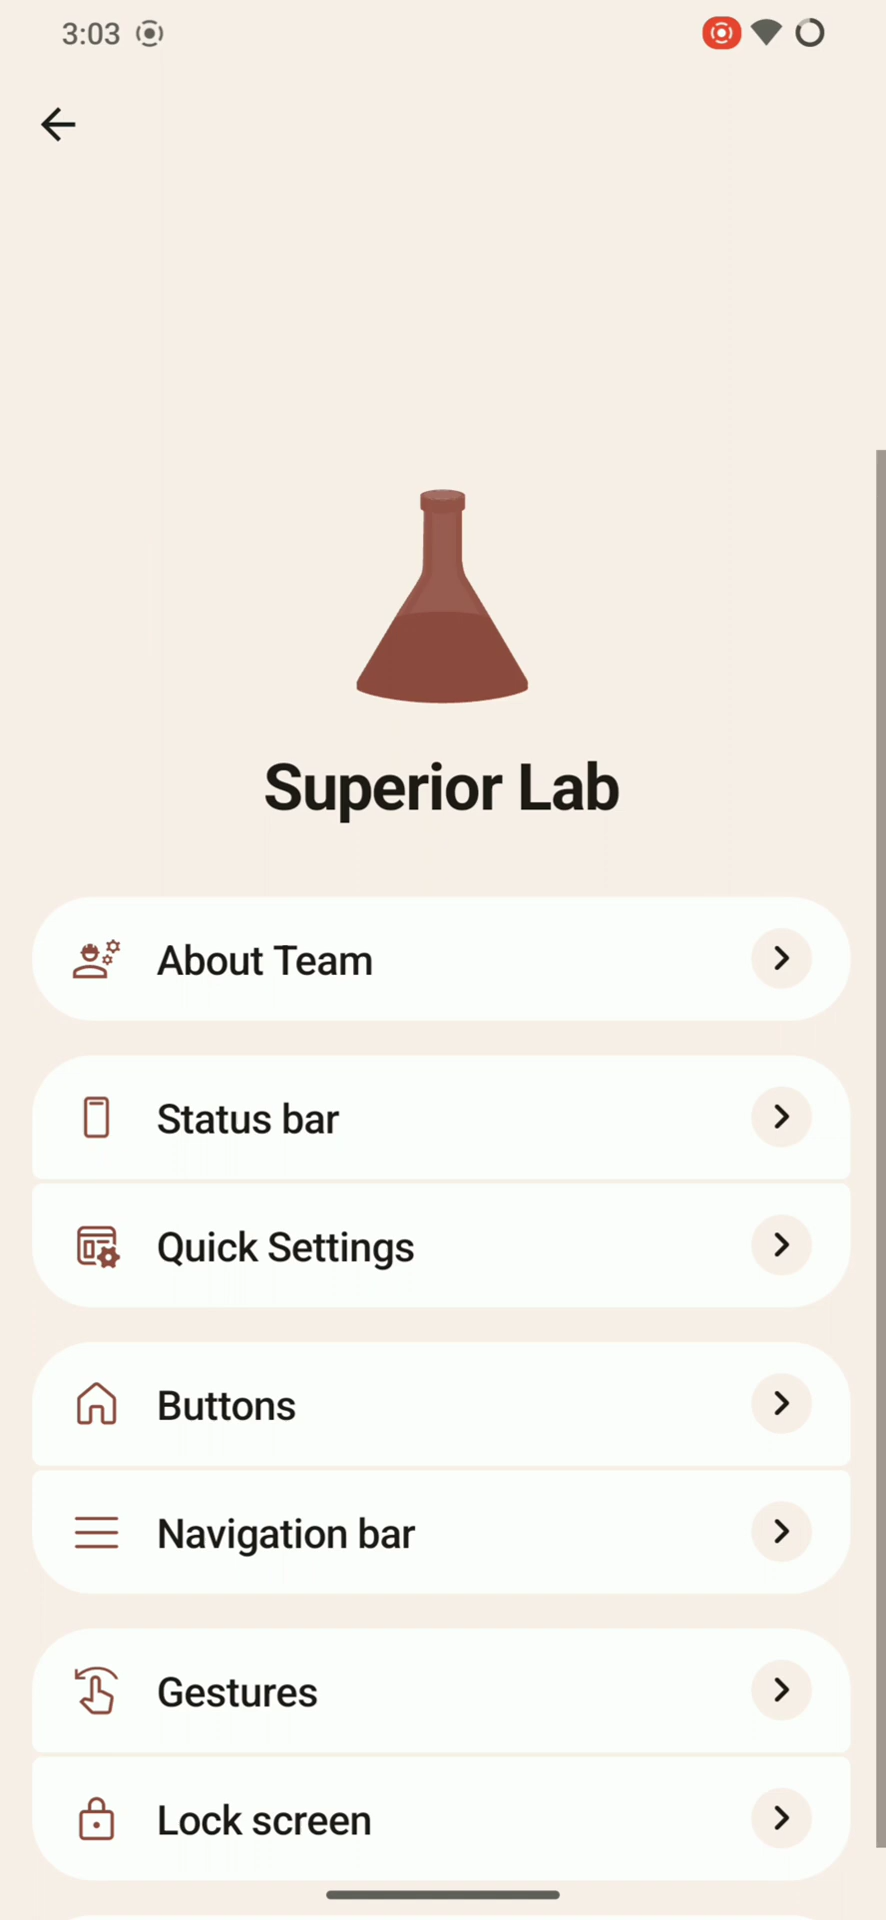 3:03
Superior Lab
About Team
Status bar
Quick Settings
Buttons
Navigation bar
Gestures
Lock screen